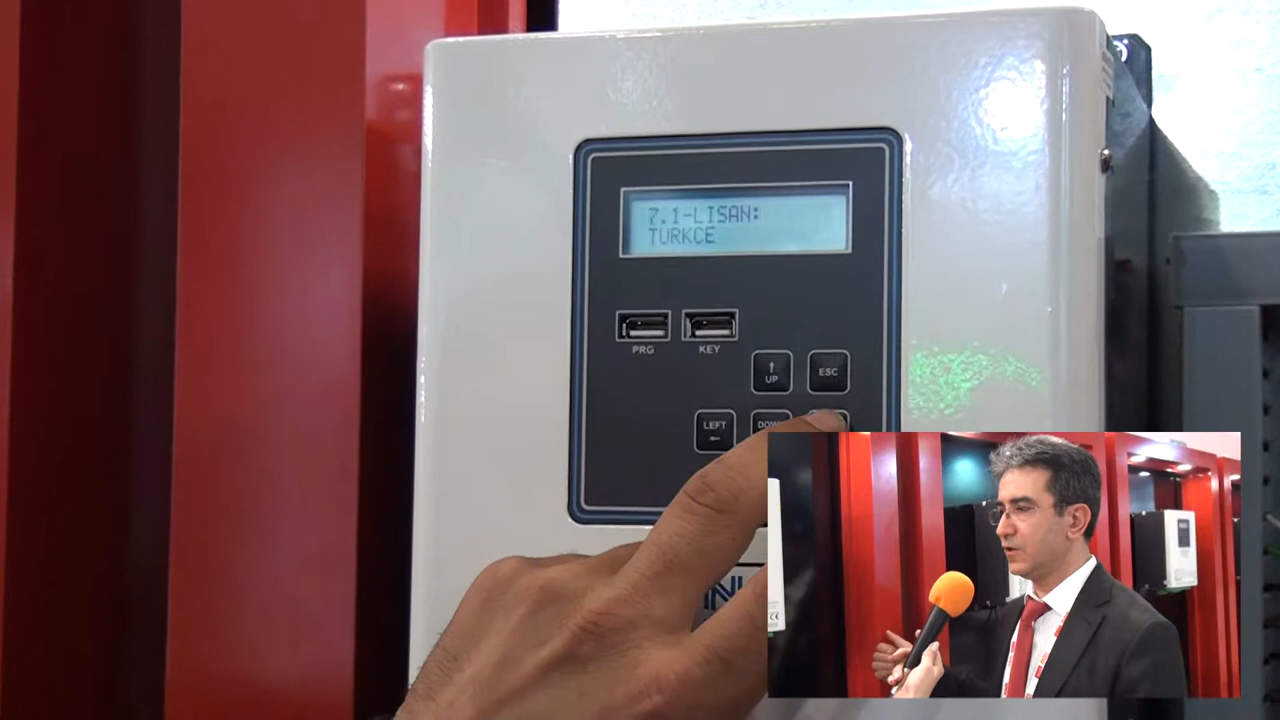 7.1-LISAN:
TURKCE
PRG
KEY
↑
UP
ESC
LEFT
←